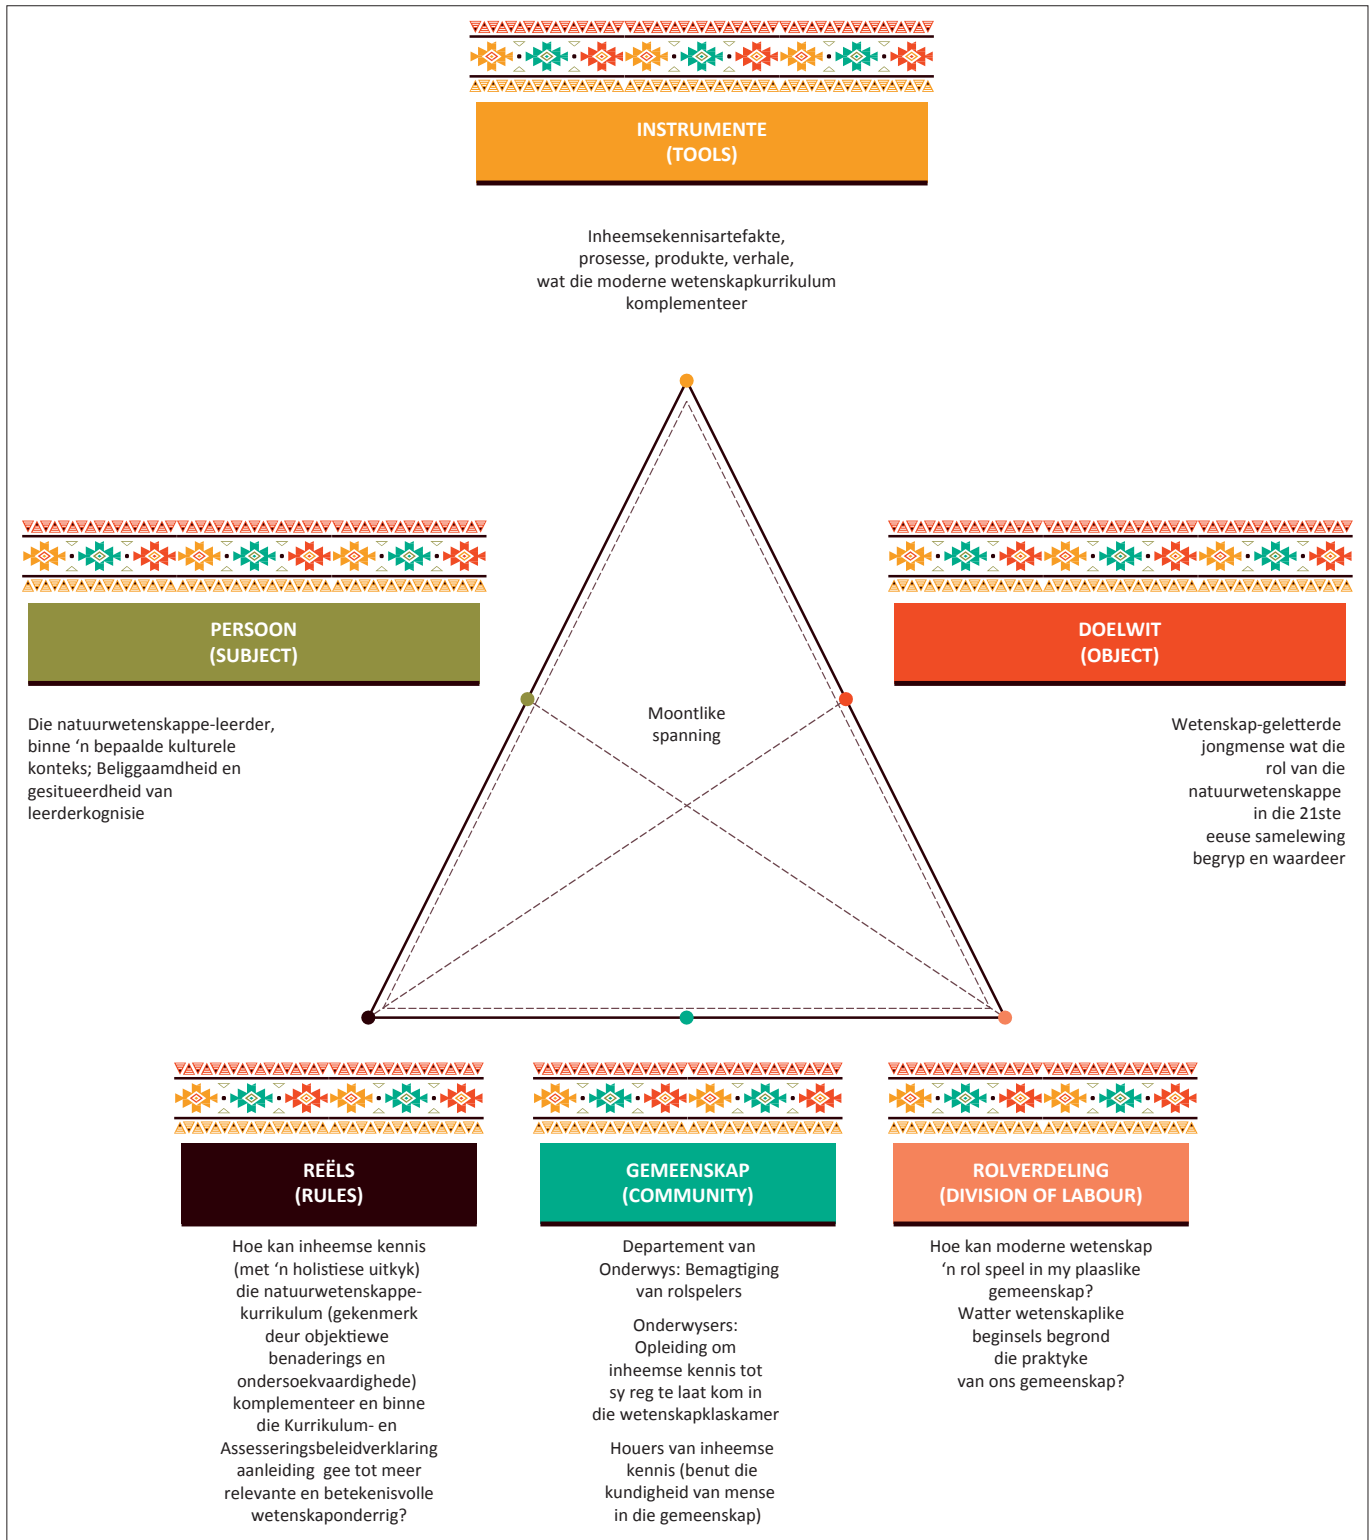 INSTRUMENTE
(TOOLS)
Inheemsekennisartefakte,
prosesse, produkte, verhale,
wat die moderne wetenskapkurrikulum
komplementeer
PERSOON
(SUBJECT)
Die natuurwetenskappe-leerder,
binne ‘n bepaalde kulturele
konteks; Beliggaamdheid en
gesitueerdheid van
leerderkognisie
DOELWIT
(OBJECT)
Wetenskap-geletterde
jongmense wat die
rol van die
natuurwetenskappe
in die 21ste
eeuse samelewing
begryp en waardeer
Moontlike
spanning
REËLS
(RULES)
Hoe kan inheemse kennis
(met ‘n holistiese uitkyk)
die natuurwetenskappe-
kurrikulum (gekenmerk
deur objektiewe
benaderings en
ondersoekvaardighede)
komplementeer en binne
die Kurrikulum- en
Assesseringsbeleidverklaring
aanleiding gee tot meer
relevante en betekenisvolle
wetenskaponderrig?
GEMEENSKAP
(COMMUNITY)
Departement van
Onderwys: Bemagtiging
van rolspelers
Onderwysers:
Opleiding om
inheemse kennis tot
sy reg te laat kom in
die wetenskapklaskamer
Houers van inheemse
kennis (benut die
kundigheid van mense
in die gemeenskap)
ROLVERDELING
(DIVISION OF LABOUR)
Hoe kan moderne wetenskap
‘n rol speel in my plaaslike
gemeenskap?
Watter wetenskaplike
beginsels begrond
die praktyke
van ons gemeenskap?